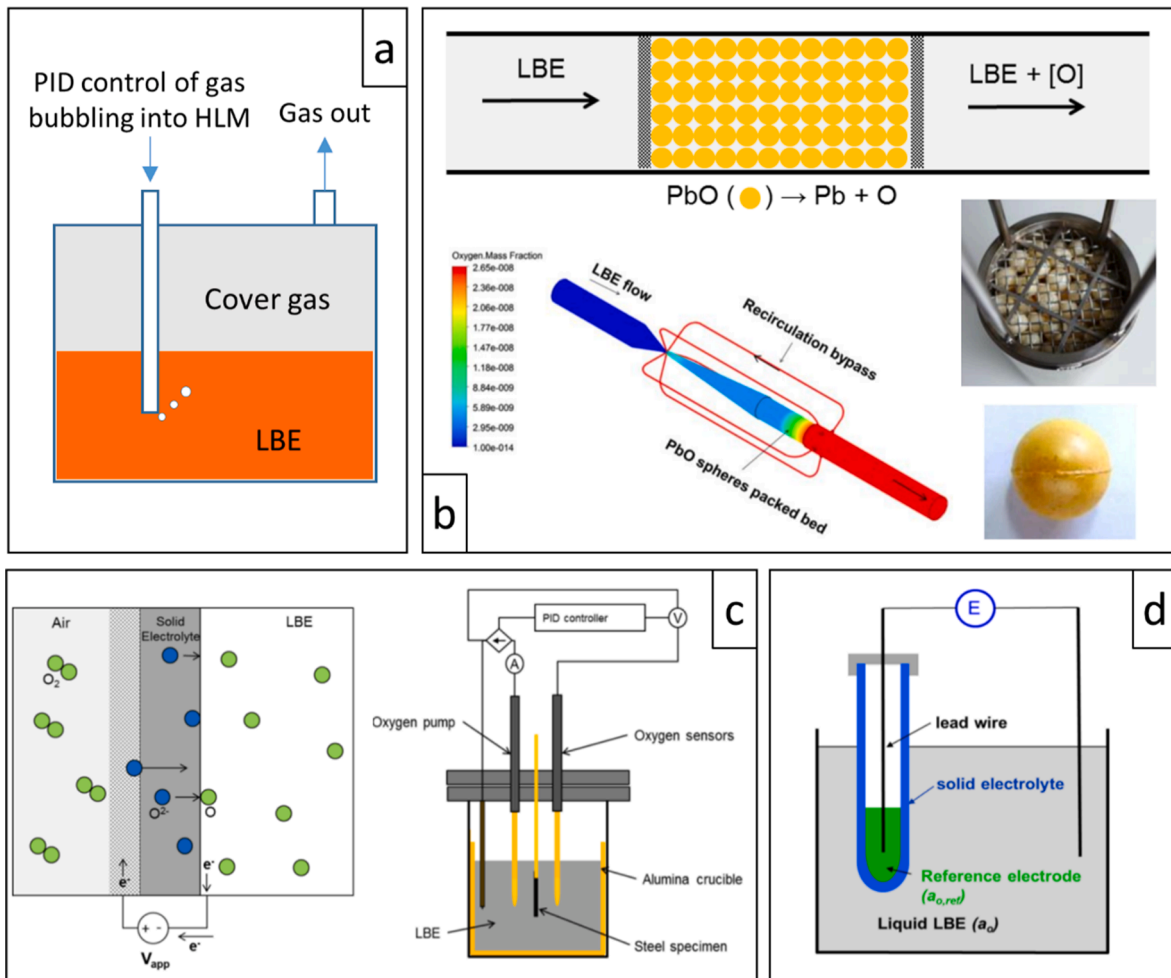 a
PID control of gas
bubbling into HLM
Gas out
Cover gas
LBE
b
LBE
LBE + [O]
PbO ( ) → Pb + O
Oxygen.Mass Fraction
2.65e-008
2.36e-008
2.06e-008
1.77e-008
1.47e-008
1.18e-008
8.84e-009
5.89e-009
2.95e-009
1.00e-014
LBE flow
Recirculation bypass
PbO spheres packed bed
c
Air
Solid
Electrolyte
LBE
O2
O2-
O
e-
e-
+ -
e-
Vapp
PID controller
V
A
Oxygen pump
Oxygen sensors
Alumina crucible
LBE
Steel specimen
d
E
lead wire
solid electrolyte
Reference electrode
(ao,ref)
Liquid LBE (ao)